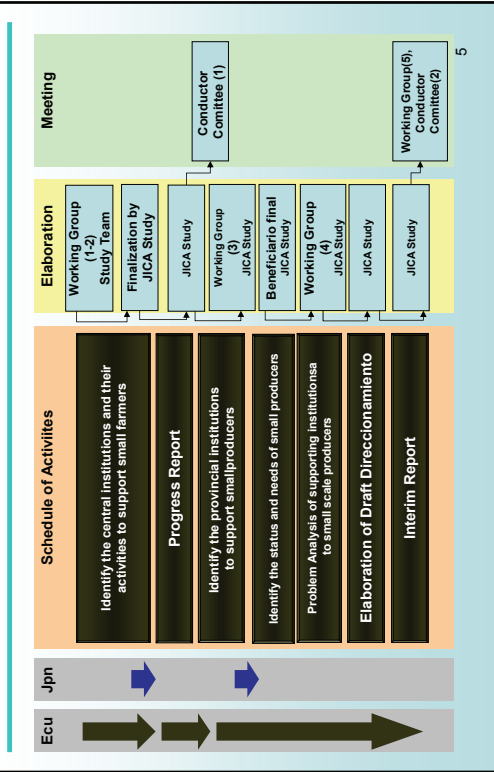 Ecu
Jpn
Schedule of Activiites
Elaboration
Meeting
Identify the central institutions and their
activities to support small farmers
Progress Report
Identify the provincial institutions
to support smallproducers
Identify the status and needs of small producers
Problem Analysis of supporting institutionsa
to small scale producers
Elaboration of Draft Direccionamiento
Interim Report
Working Group
(1-2)
Study Team
Finalization by
JICA Study
JICA Study
Working Group
(3)
JICA Study
Beneficiario final
JICA Study
Working Group
(4)
JICA Study
JICA Study
JICA Study
Conductor
Comittee (1)
Working Group(5),
Conductor
Comittee(2)
5